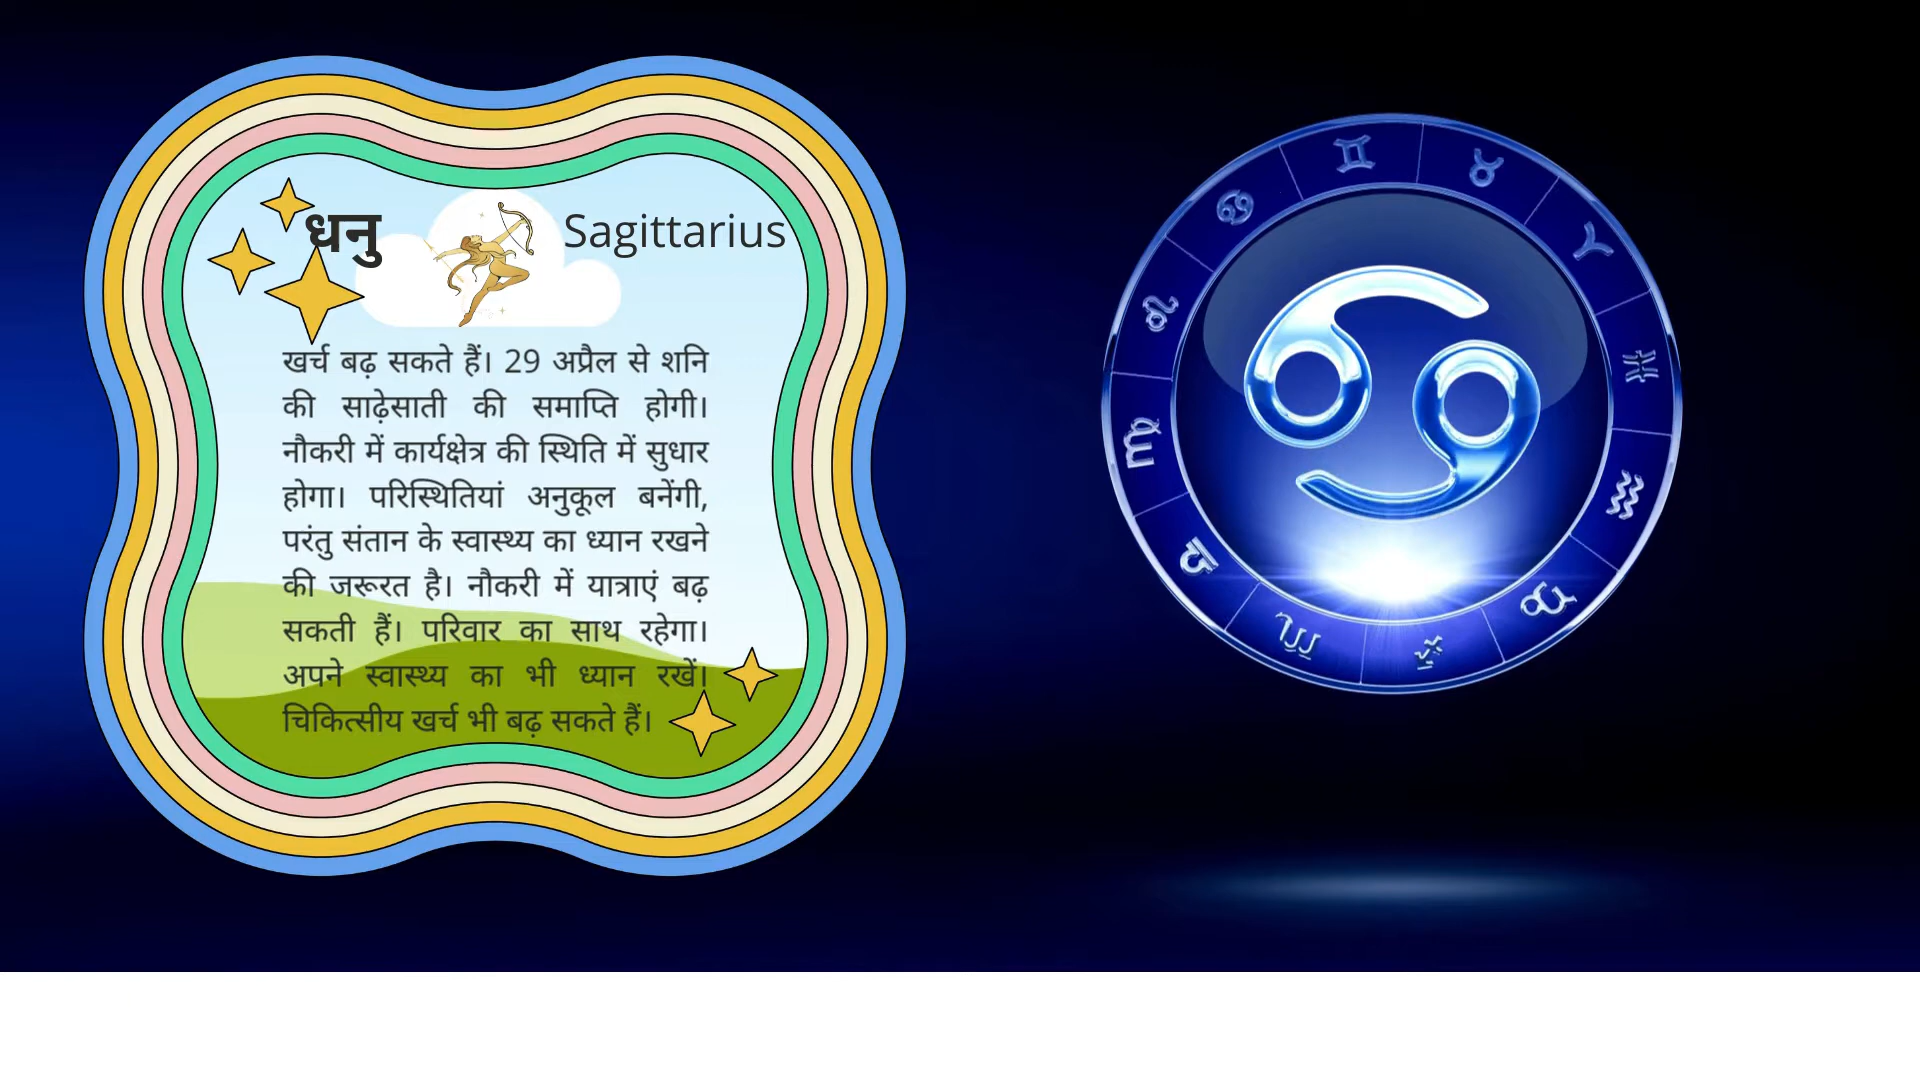 धनु Sagittarius
खर्च बढ़ सकते हैं। 29 अप्रैल से शनि
की साढ़ेसाती की समाप्ति होगी।
नौकरी में कार्यक्षेत्र की स्थिति में सुधार
होगा। परिस्थितियां अनुकूल बनेंगी,
परंतु संतान के स्वास्थ्य का ध्यान रखने
की जरूरत है। नौकरी में यात्राएं बढ़
सकती हैं। परिवार का साथ रहेगा।
अपने स्वास्थ्य का भी ध्यान रखें।
चिकित्सीय खर्च भी बढ़ सकते हैं।